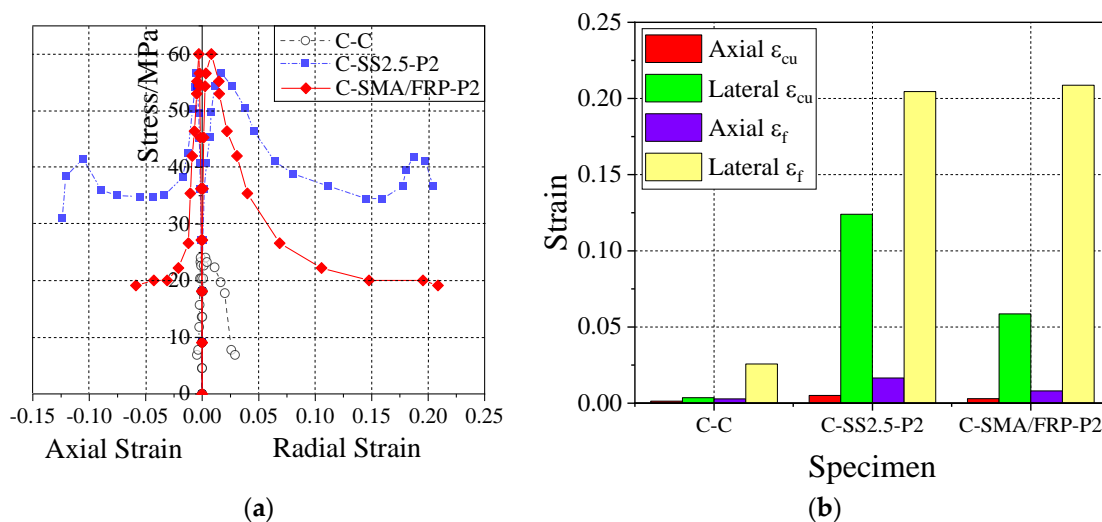 C-C
C-SS2.5-P2
C-SMA/FRP-P2
Stress/MPa
60
50
40
30
20
10
0
-0.15 -0.10 -0.05 0.00 0.05 0.10 0.15 0.20 0.25
Axial Strain Radial Strain
(a)
Axial εcu
Lateral εcu
Axial εf
Lateral εf
Strain
0.25
0.20
0.15
0.10
0.05
0.00
C-C C-SS2.5-P2 C-SMA/FRP-P2
Specimen
(b)